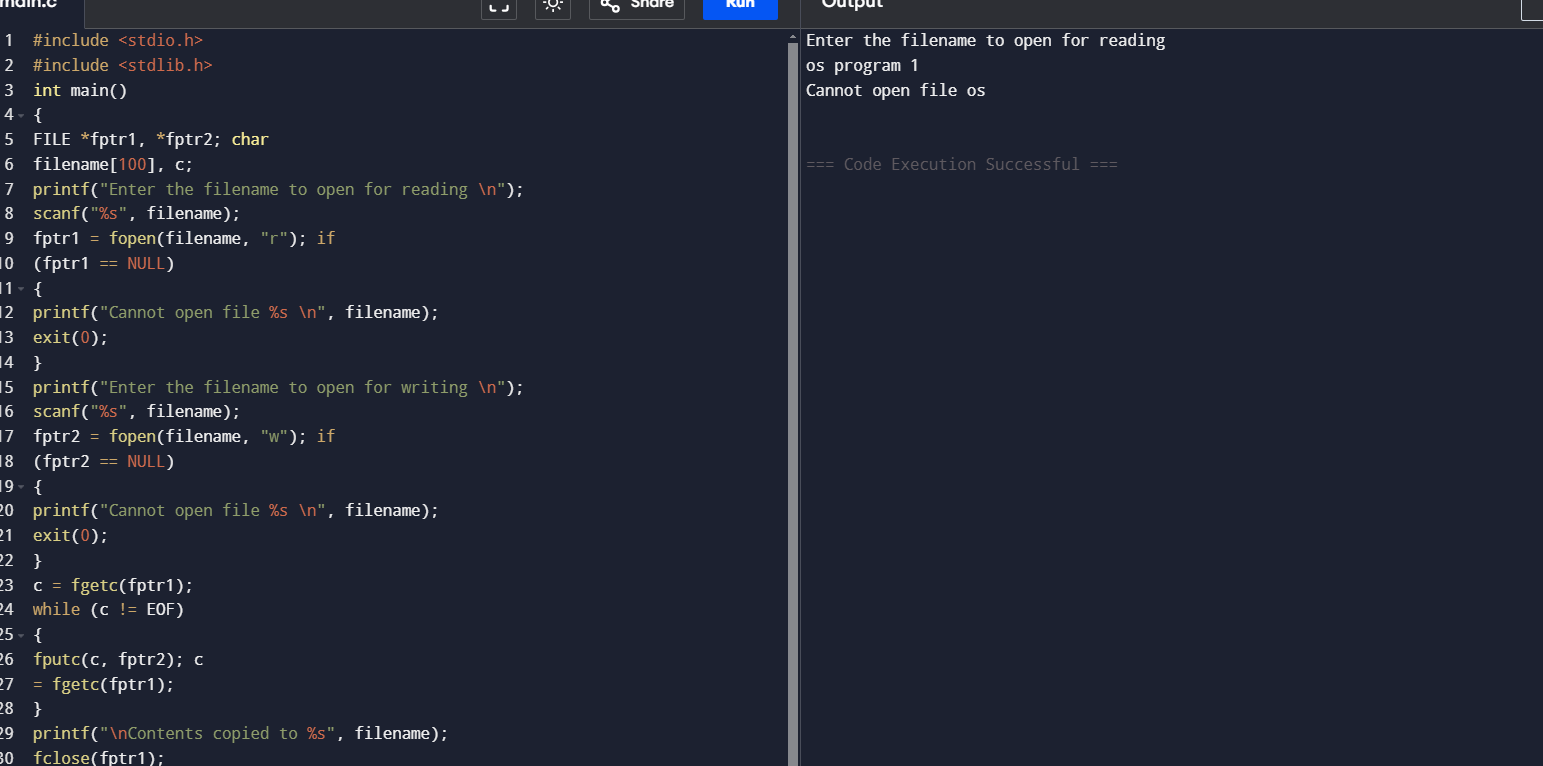 main.c
Share
Run
Output
1 #include <stdio.h>
2 #include <stdlib.h>
3 int main()
4 {
5 FILE *fptr1, *fptr2; char
6 filename[100], c;
7 printf("Enter the filename to open for reading \n");
8 scanf("%s", filename);
9 fptr1 = fopen(filename, "r"); if
10 (fptr1 == NULL)
11 {
12 printf("Cannot open file %s \n", filename);
13 exit(0);
14 }
15 printf("Enter the filename to open for writing \n");
16 scanf("%s", filename);
17 fptr2 = fopen(filename, "w"); if
18 (fptr2 == NULL)
19 {
20 printf("Cannot open file %s \n", filename);
21 exit(0);
22 }
23 c = fgetc(fptr1);
24 while (c != EOF)
25 {
26 fputc(c, fptr2); c
27 = fgetc(fptr1);
28 }
29 printf("\nContents copied to %s", filename);
30 fclose(fptr1);
Enter the filename to open for reading
os program 1
Cannot open file os
=== Code Execution Successful ===